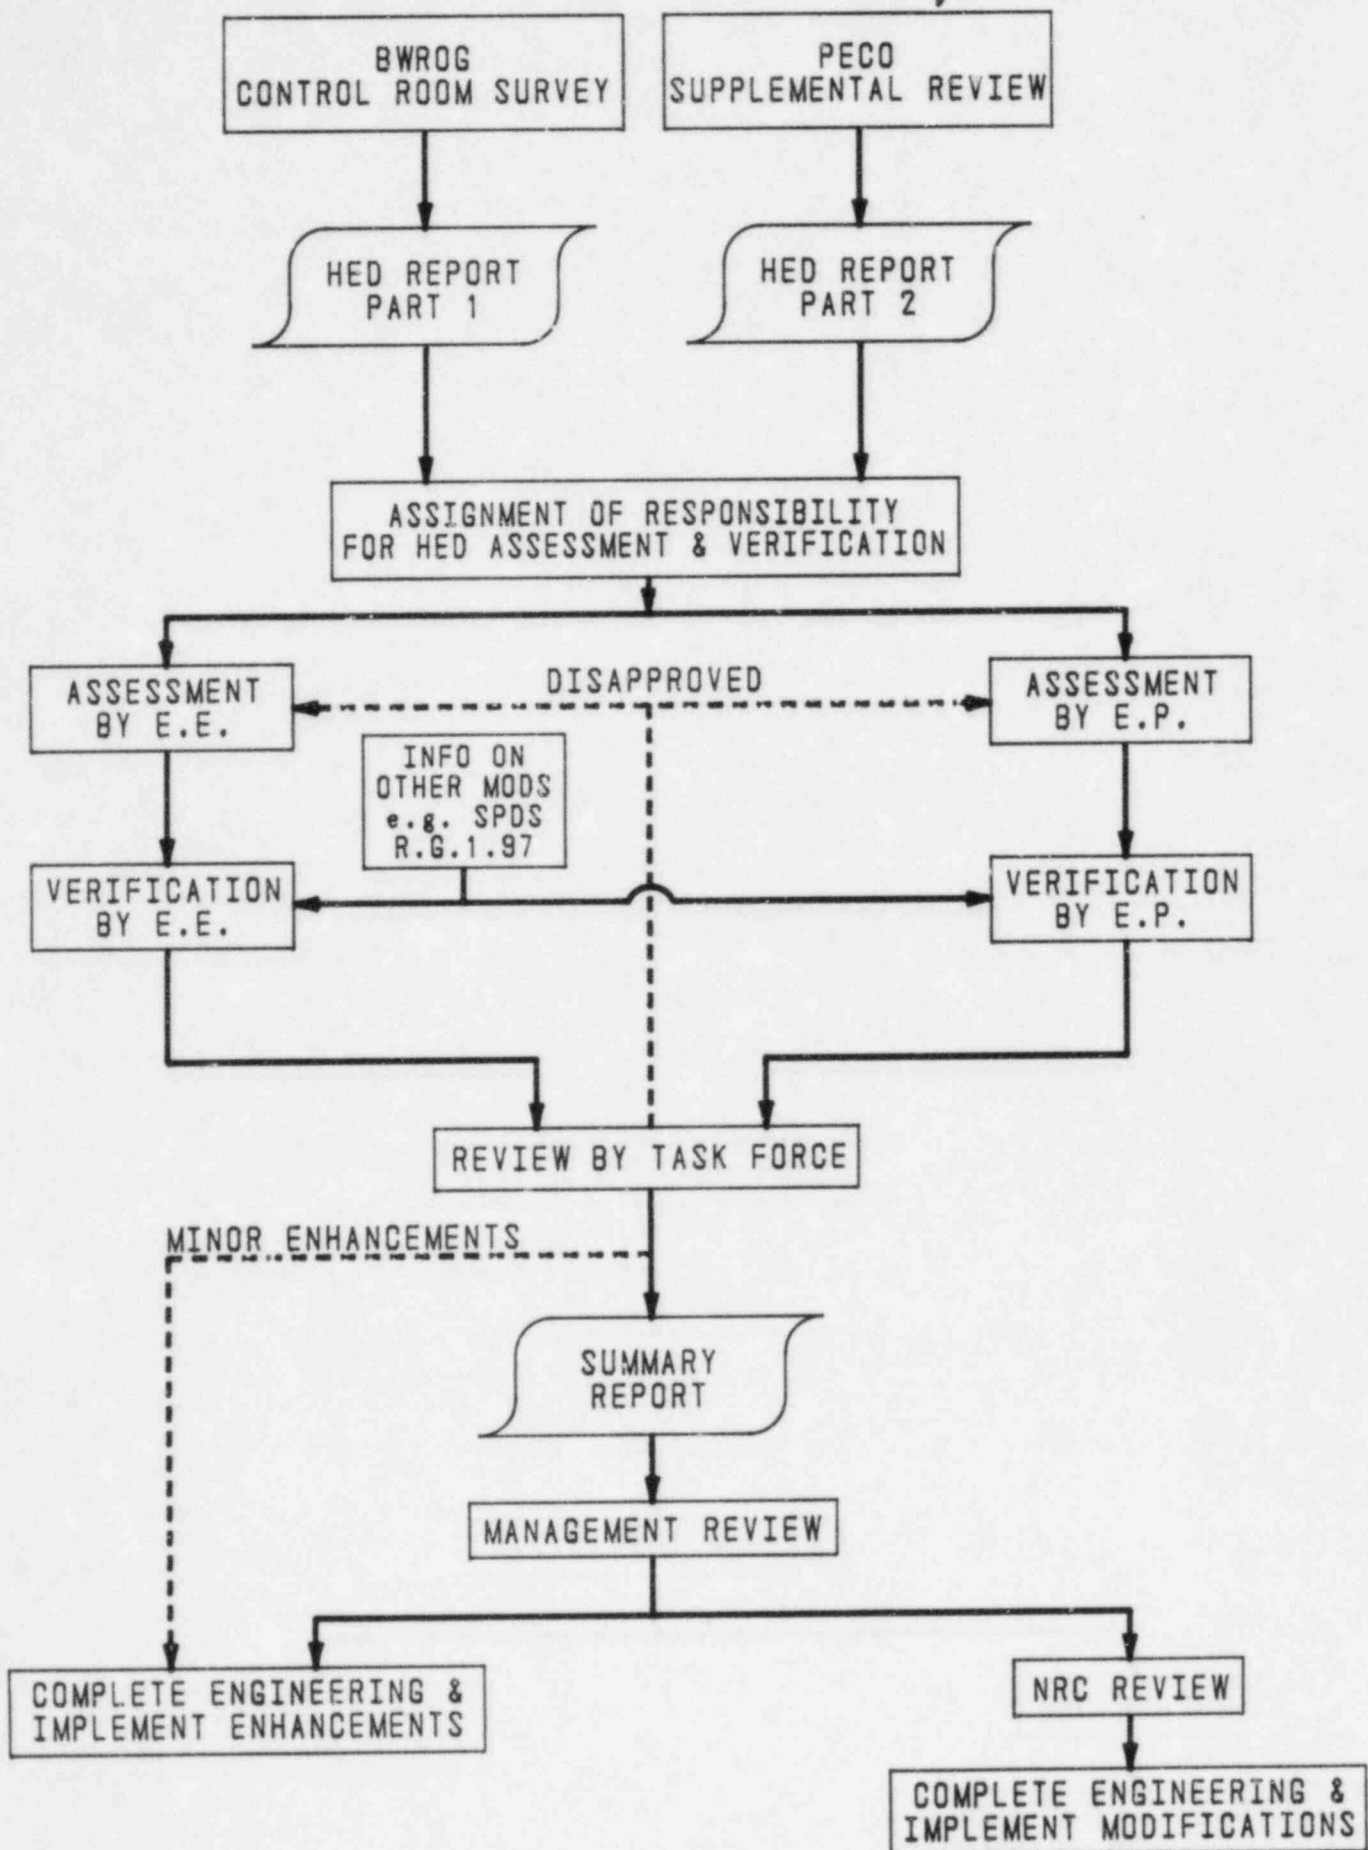 BWROG
CONTROL ROOM SURVEY
PECO
SUPPLEMENTAL REVIEW
HED REPORT
PART 1
HED REPORT
PART 2
ASSIGNMENT OF RESPONSIBILITY
FOR HED ASSESSMENT & VERIFICATION
ASSESSMENT
BY E.E.
DISAPPROVED
ASSESSMENT
BY E.P.
INFO ON
OTHER MODS
e.g. SPDS
R.G.1.97
VERIFICATION
BY E.E.
VERIFICATION
BY E.P.
REVIEW BY TASK FORCE
MINOR ENHANCEMENTS
SUMMARY
REPORT
MANAGEMENT REVIEW
COMPLETE ENGINEERING &
IMPLEMENT ENHANCEMENTS
NRC REVIEW
COMPLETE ENGINEERING &
IMPLEMENT MODIFICATIONS